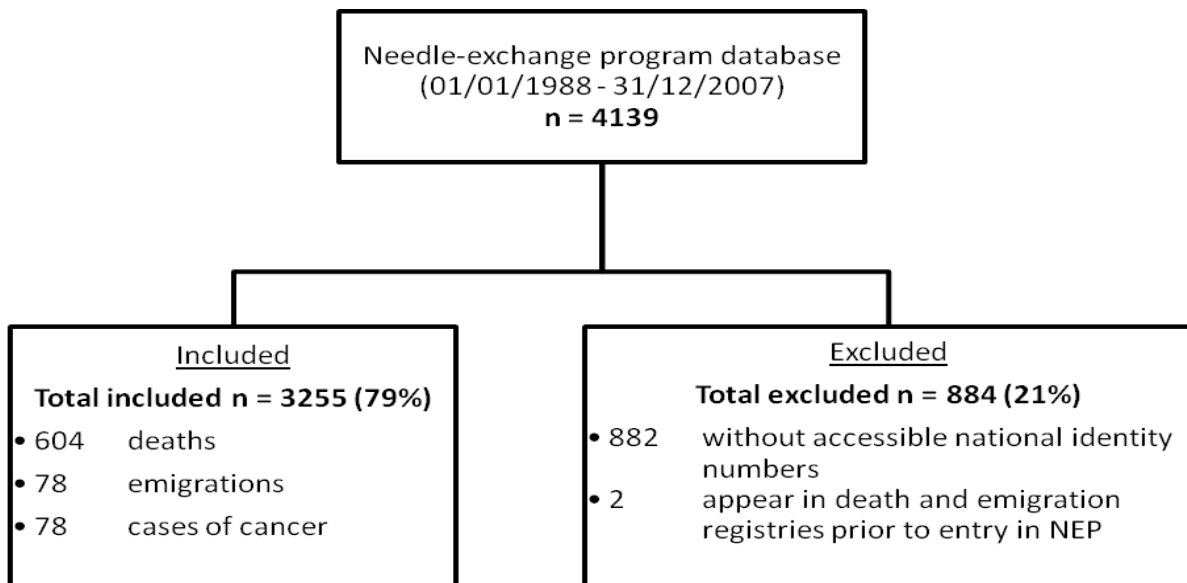 Needle-exchange program database
(01/01/1988 - 31/12/2007)
n = 4139
Included
Total included n = 3255 (79%)
• 604 deaths
• 78 emigrations
• 78 cases of cancer
Excluded
Total excluded n = 884 (21%)
• 882 without accessible national identity
numbers
• 2 appear in death and emigration
registries prior to entry in NEP